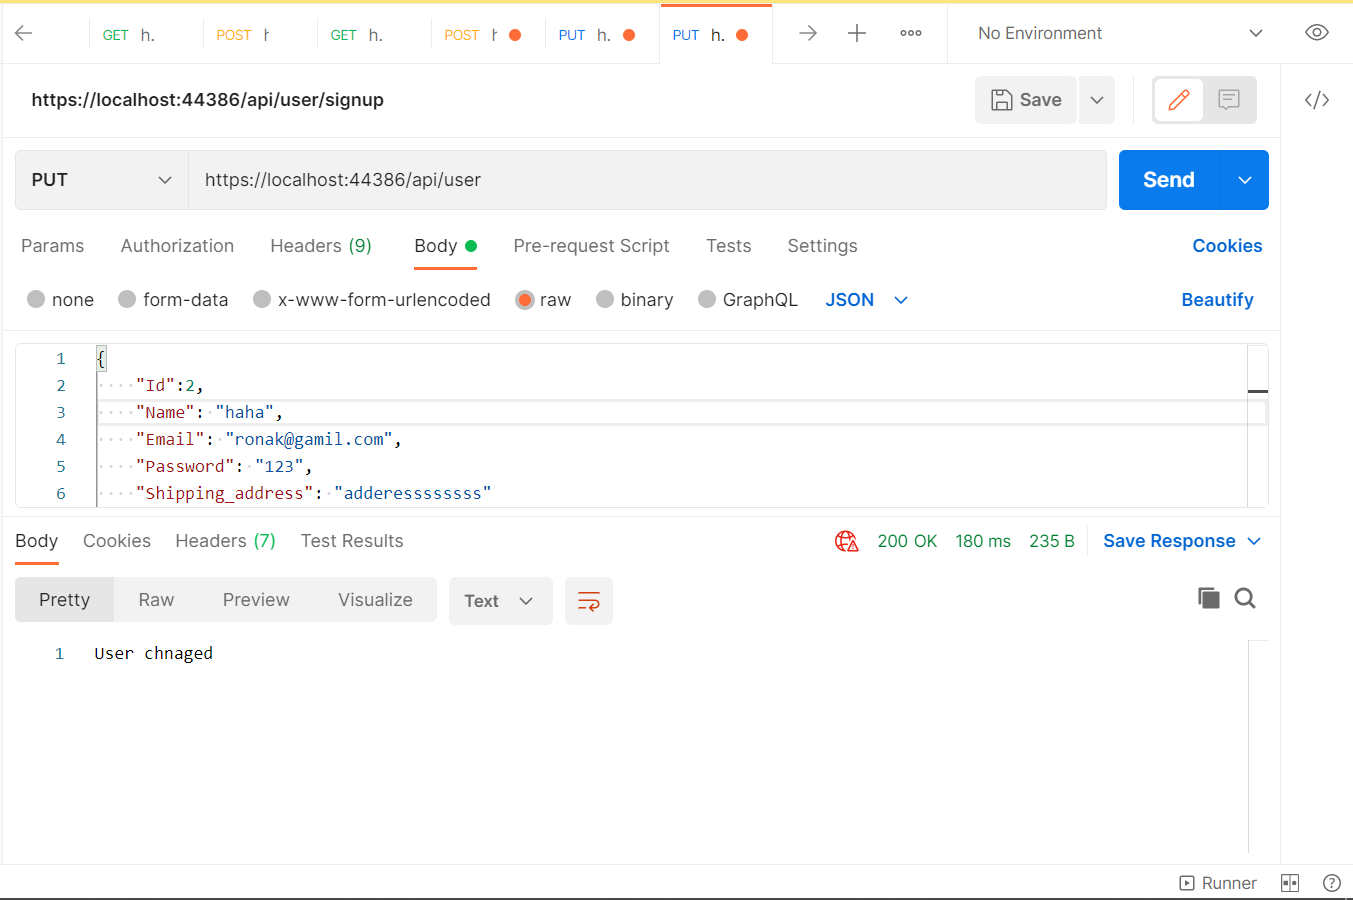 GET h. POST h GET h. POST h PUT h. PUT h. No Environment
https://localhost:44386/api/user/signup Save
PUT https://localhost:44386/api/user Send
Params Authorization Headers (9) Body Pre-request Script Tests Settings Cookies
none form-data x-www-form-urlencoded raw binary GraphQL JSON Beautify
1 {
2 "Id":2,
3 "Name": "haha",
4 "Email": "ronak@gamil.com",
5 "Password": "123",
6 "Shipping_address": "adderessssssss"
Body Cookies Headers (7) Test Results 200 OK 180 ms 235 B Save Response
Pretty Raw Preview Visualize Text
1 User chnaged
Runner